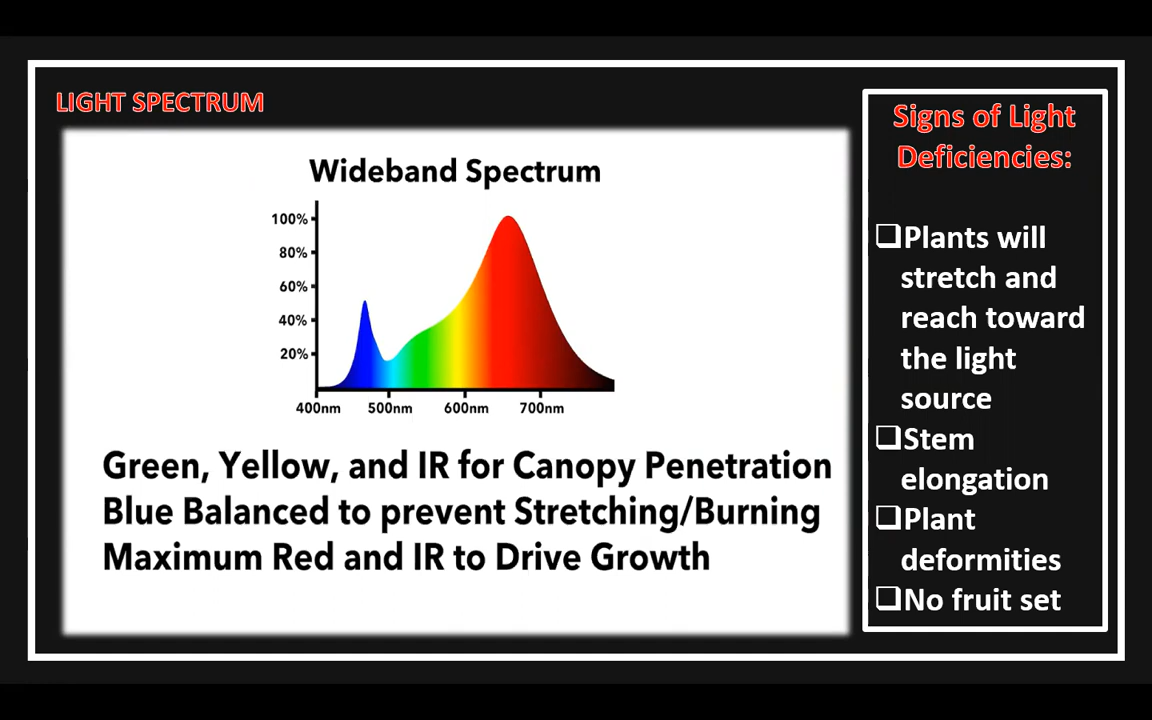 LIGHT SPECTRUM
Wideband Spectrum
100%
80%
60%
40%
20%
400nm 500nm 600nm 700nm
Green, Yellow, and IR for Canopy Penetration
Blue Balanced to prevent Stretching/Burning
Maximum Red and IR to Drive Growth
Signs of Light
Deficiencies:
❑Plants will
stretch and
reach toward
the light
source
❑Stem
elongation
❑Plant
deformities
❑No fruit set